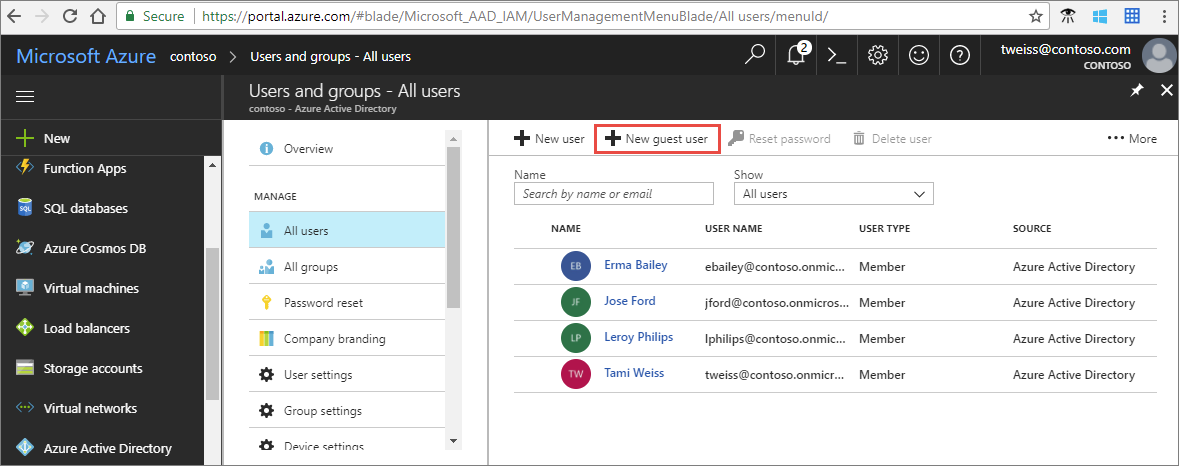 Secure https://portal.azure.com/#blade/Microsoft_AAD_IAM/UserManagementMenuBlade/All users/menuId/
Microsoft Azure contoso > Users and groups - All users
2
tweiss@contoso.com
CONTOSO
Users and groups - All users
contoso - Azure Active Directory
New
Function Apps
SQL databases
Azure Cosmos DB
Virtual machines
Load balancers
Storage accounts
Virtual networks
Azure Active Directory
Overview
MANAGE
All users
All groups
Password reset
Company branding
User settings
Group settings
Device settings
New user New guest user Reset password Delete user More
Name Show
Search by name or email All users
NAME USER NAME USER TYPE SOURCE
EB Erma Bailey ebailey@contoso.onmic... Member Azure Active Directory
JF Jose Ford jford@contoso.onmicros... Member Azure Active Directory
LP Leroy Philips lphilips@contoso.onmic... Member Azure Active Directory
TW Tami Weiss tweiss@contoso.onmicr... Member Azure Active Directory